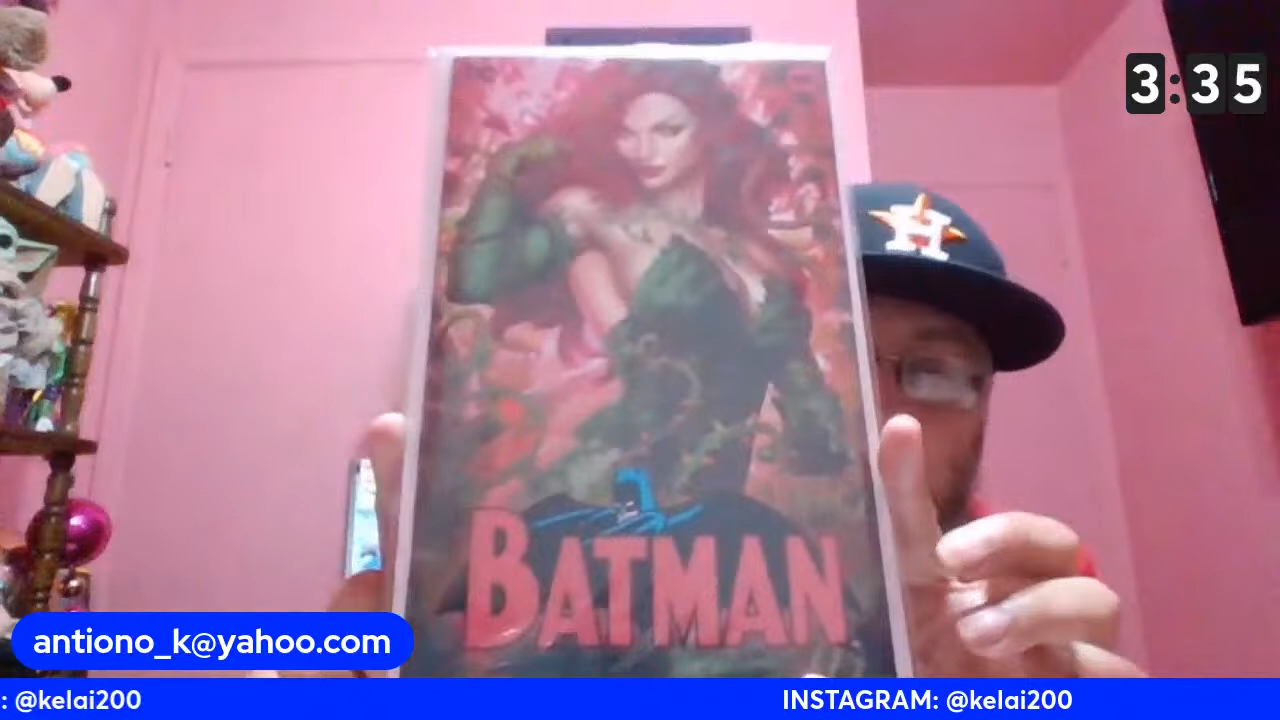 3:35
H
BATMAN
antiono_k@yahoo.com
: @kelai200
INSTAGRAM: @kelai200